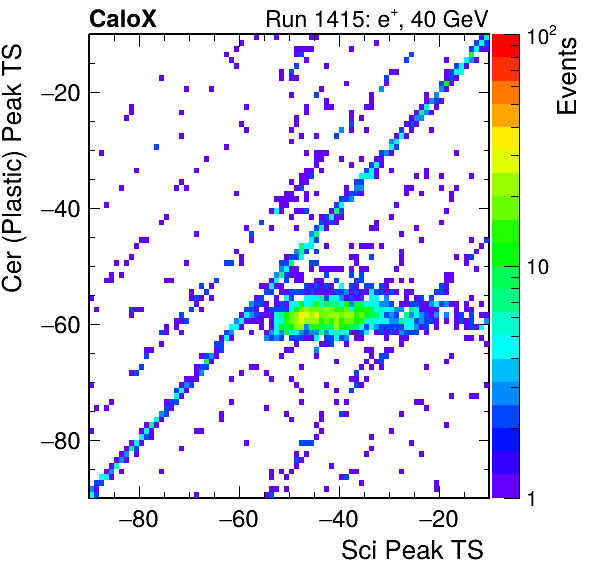 CaloX Run 1415: e⁺, 40 GeV
10²
Events
Cer (Plastic) Peak TS
−20
−40
10
−60
−80
1
−80 −60 −40 −20
Sci Peak TS